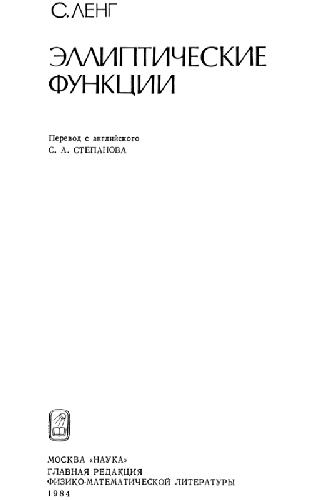 С. ЛЕНГ
ЭЛЛИПТИЧЕСКИЕ
ФУНКЦИИ
Перевод с английского
С. А. СТЕПАНОВА
МОСКВА «НАУКА»
ГЛАВНАЯ РЕДАКЦИЯ
ФИЗИКО-МАТЕМАТИЧЕСКОЙ ЛИТЕРАТУРЫ
1984